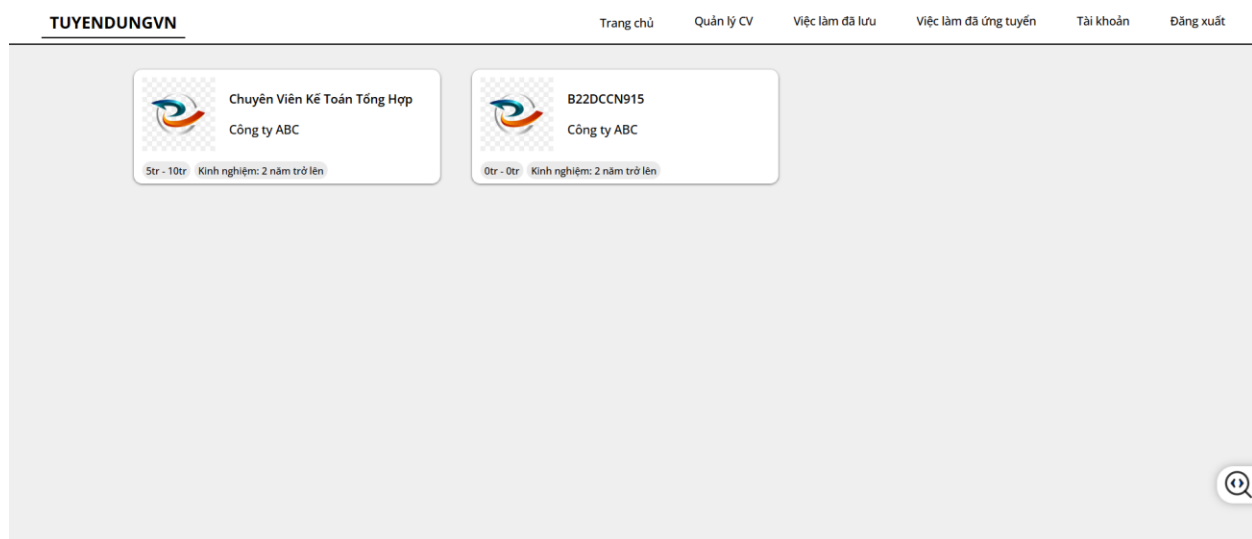 TUYENDUNGVN
Trang chủ Quản lý CV Việc làm đã lưu Việc làm đã ứng tuyển Tài khoản Đăng xuất
Chuyên Viên Kế Toán Tổng Hợp
Công ty ABC
5tr - 10tr Kinh nghiệm: 2 năm trở lên
B22DCCN915
Công ty ABC
0tr - 0tr Kinh nghiệm: 2 năm trở lên